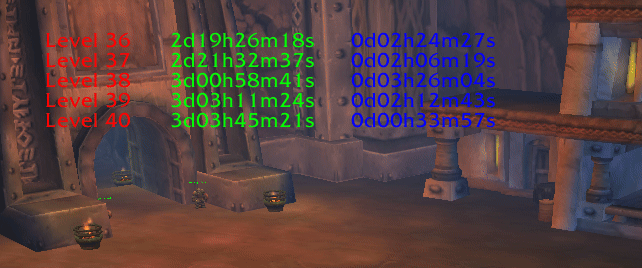 Level 36 2d19h26m18s 0d02h24m27s
Level 37 2d21h32m37s 0d02h06m19s
Level 38 3d00h58m41s 0d03h26m04s
Level 39 3d03h11m24s 0d02h12m43s
Level 40 3d03h45m21s 0d00h33m57s